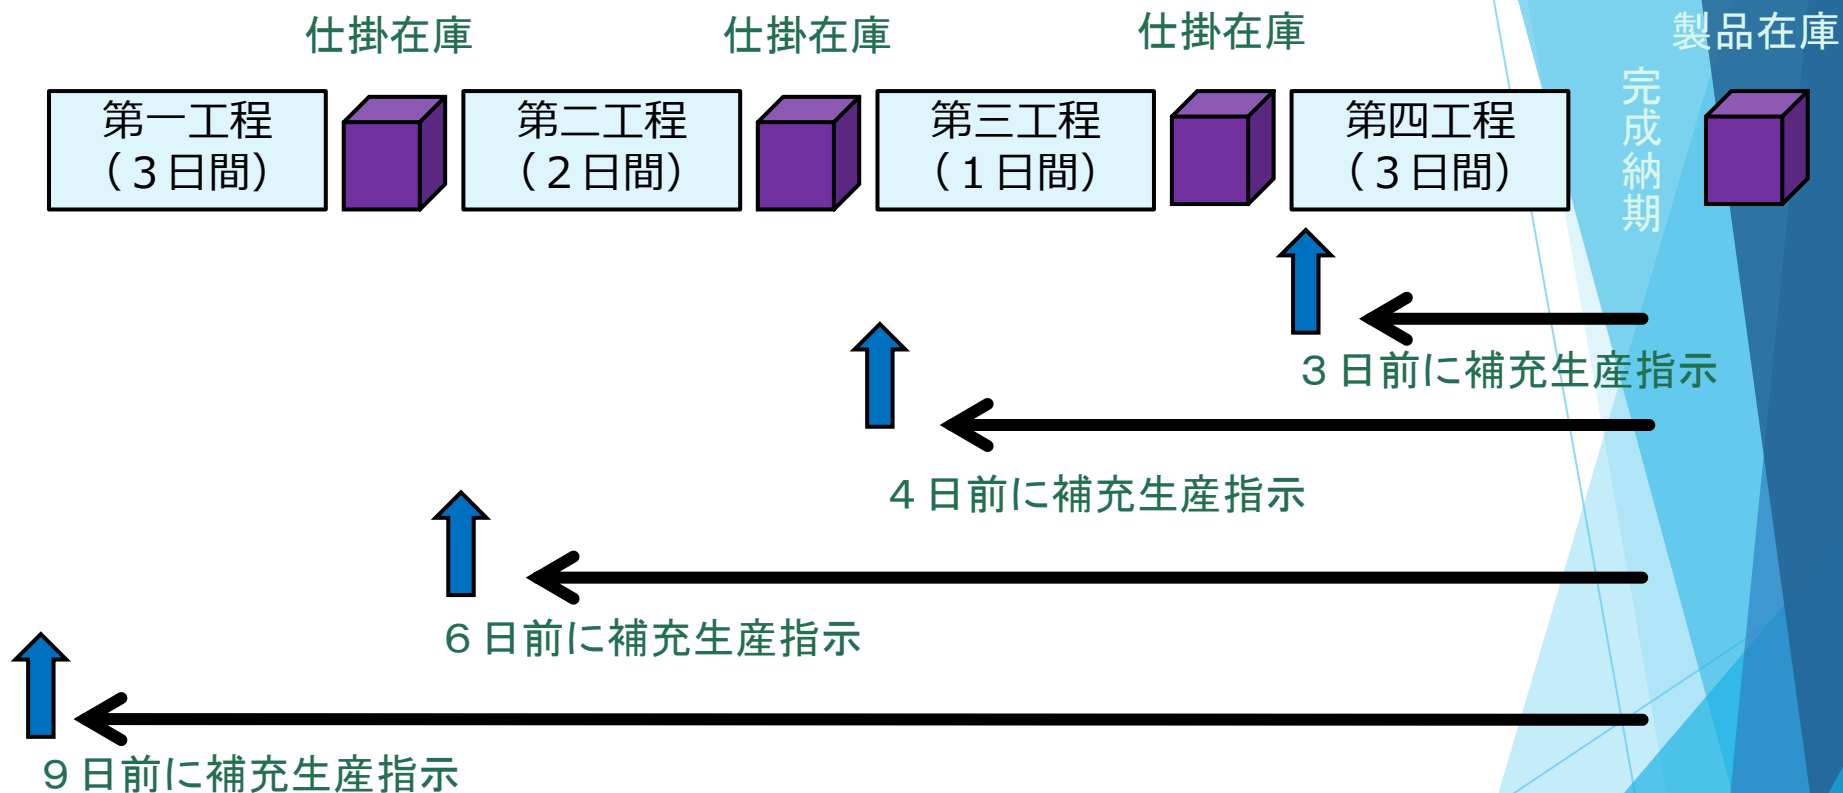 仕掛在庫
仕掛在庫
仕掛在庫
製品在庫
第一工程
（３日間）
第二工程
（２日間）
第三工程
（１日間）
第四工程
（３日間）
完成納期
３日前に補充生産指示
４日前に補充生産指示
６日前に補充生産指示
９日前に補充生産指示